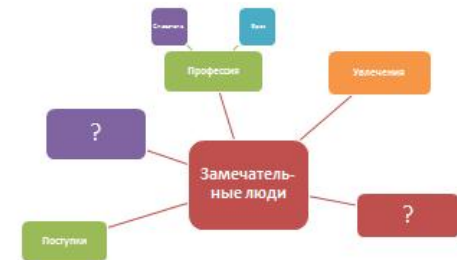 Профессия
Увлечения
?
Замечатель-
ные люди
?
Поступки